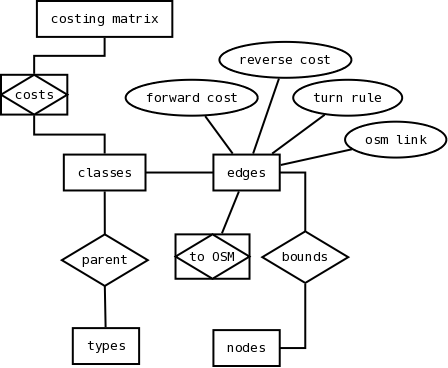 costing matrix
reverse cost
costs
forward cost
turn rule
osm link
classes
edges
parent
to OSM
bounds
types
nodes